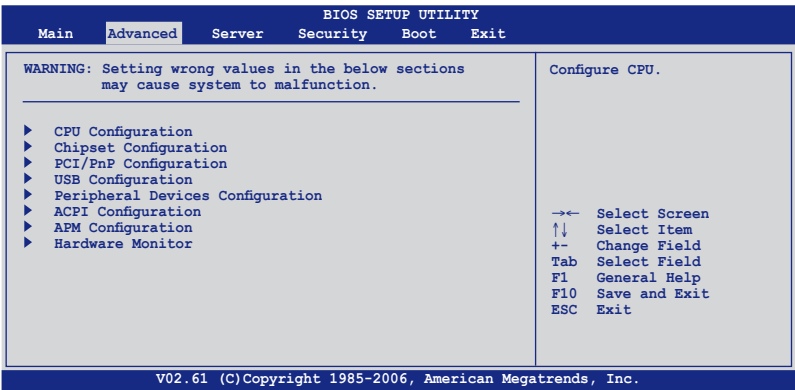 BIOS SETUP UTILITY
Main Advanced Server Security Boot Exit
WARNING: Setting wrong values in the below sections
may cause system to malfunction.
CPU Configuration
Chipset Configuration
PCI/PnP Configuration
USB Configuration
Peripheral Devices Configuration
ACPI Configuration
APM Configuration
Hardware Monitor
Configure CPU.
→← Select Screen
↑↓ Select Item
+- Change Field
Tab Select Field
F1 General Help
F10 Save and Exit
ESC Exit
V02.61 (C)Copyright 1985-2006, American Megatrends, Inc.